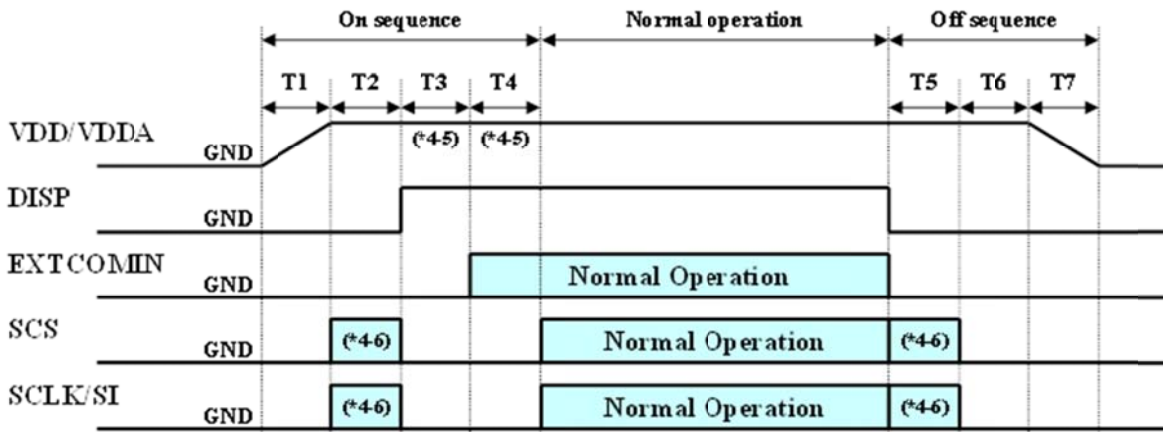 On sequence Normal operation Off sequence
T1 T2 T3 T4 T5 T6 T7
VDD/VDDA GND (*4-5) (*4-5)
DISP GND
EXTCOMIN GND Normal Operation
SCS GND (*4-6) Normal Operation (*4-6)
SCLK/SI GND (*4-6) Normal Operation (*4-6)